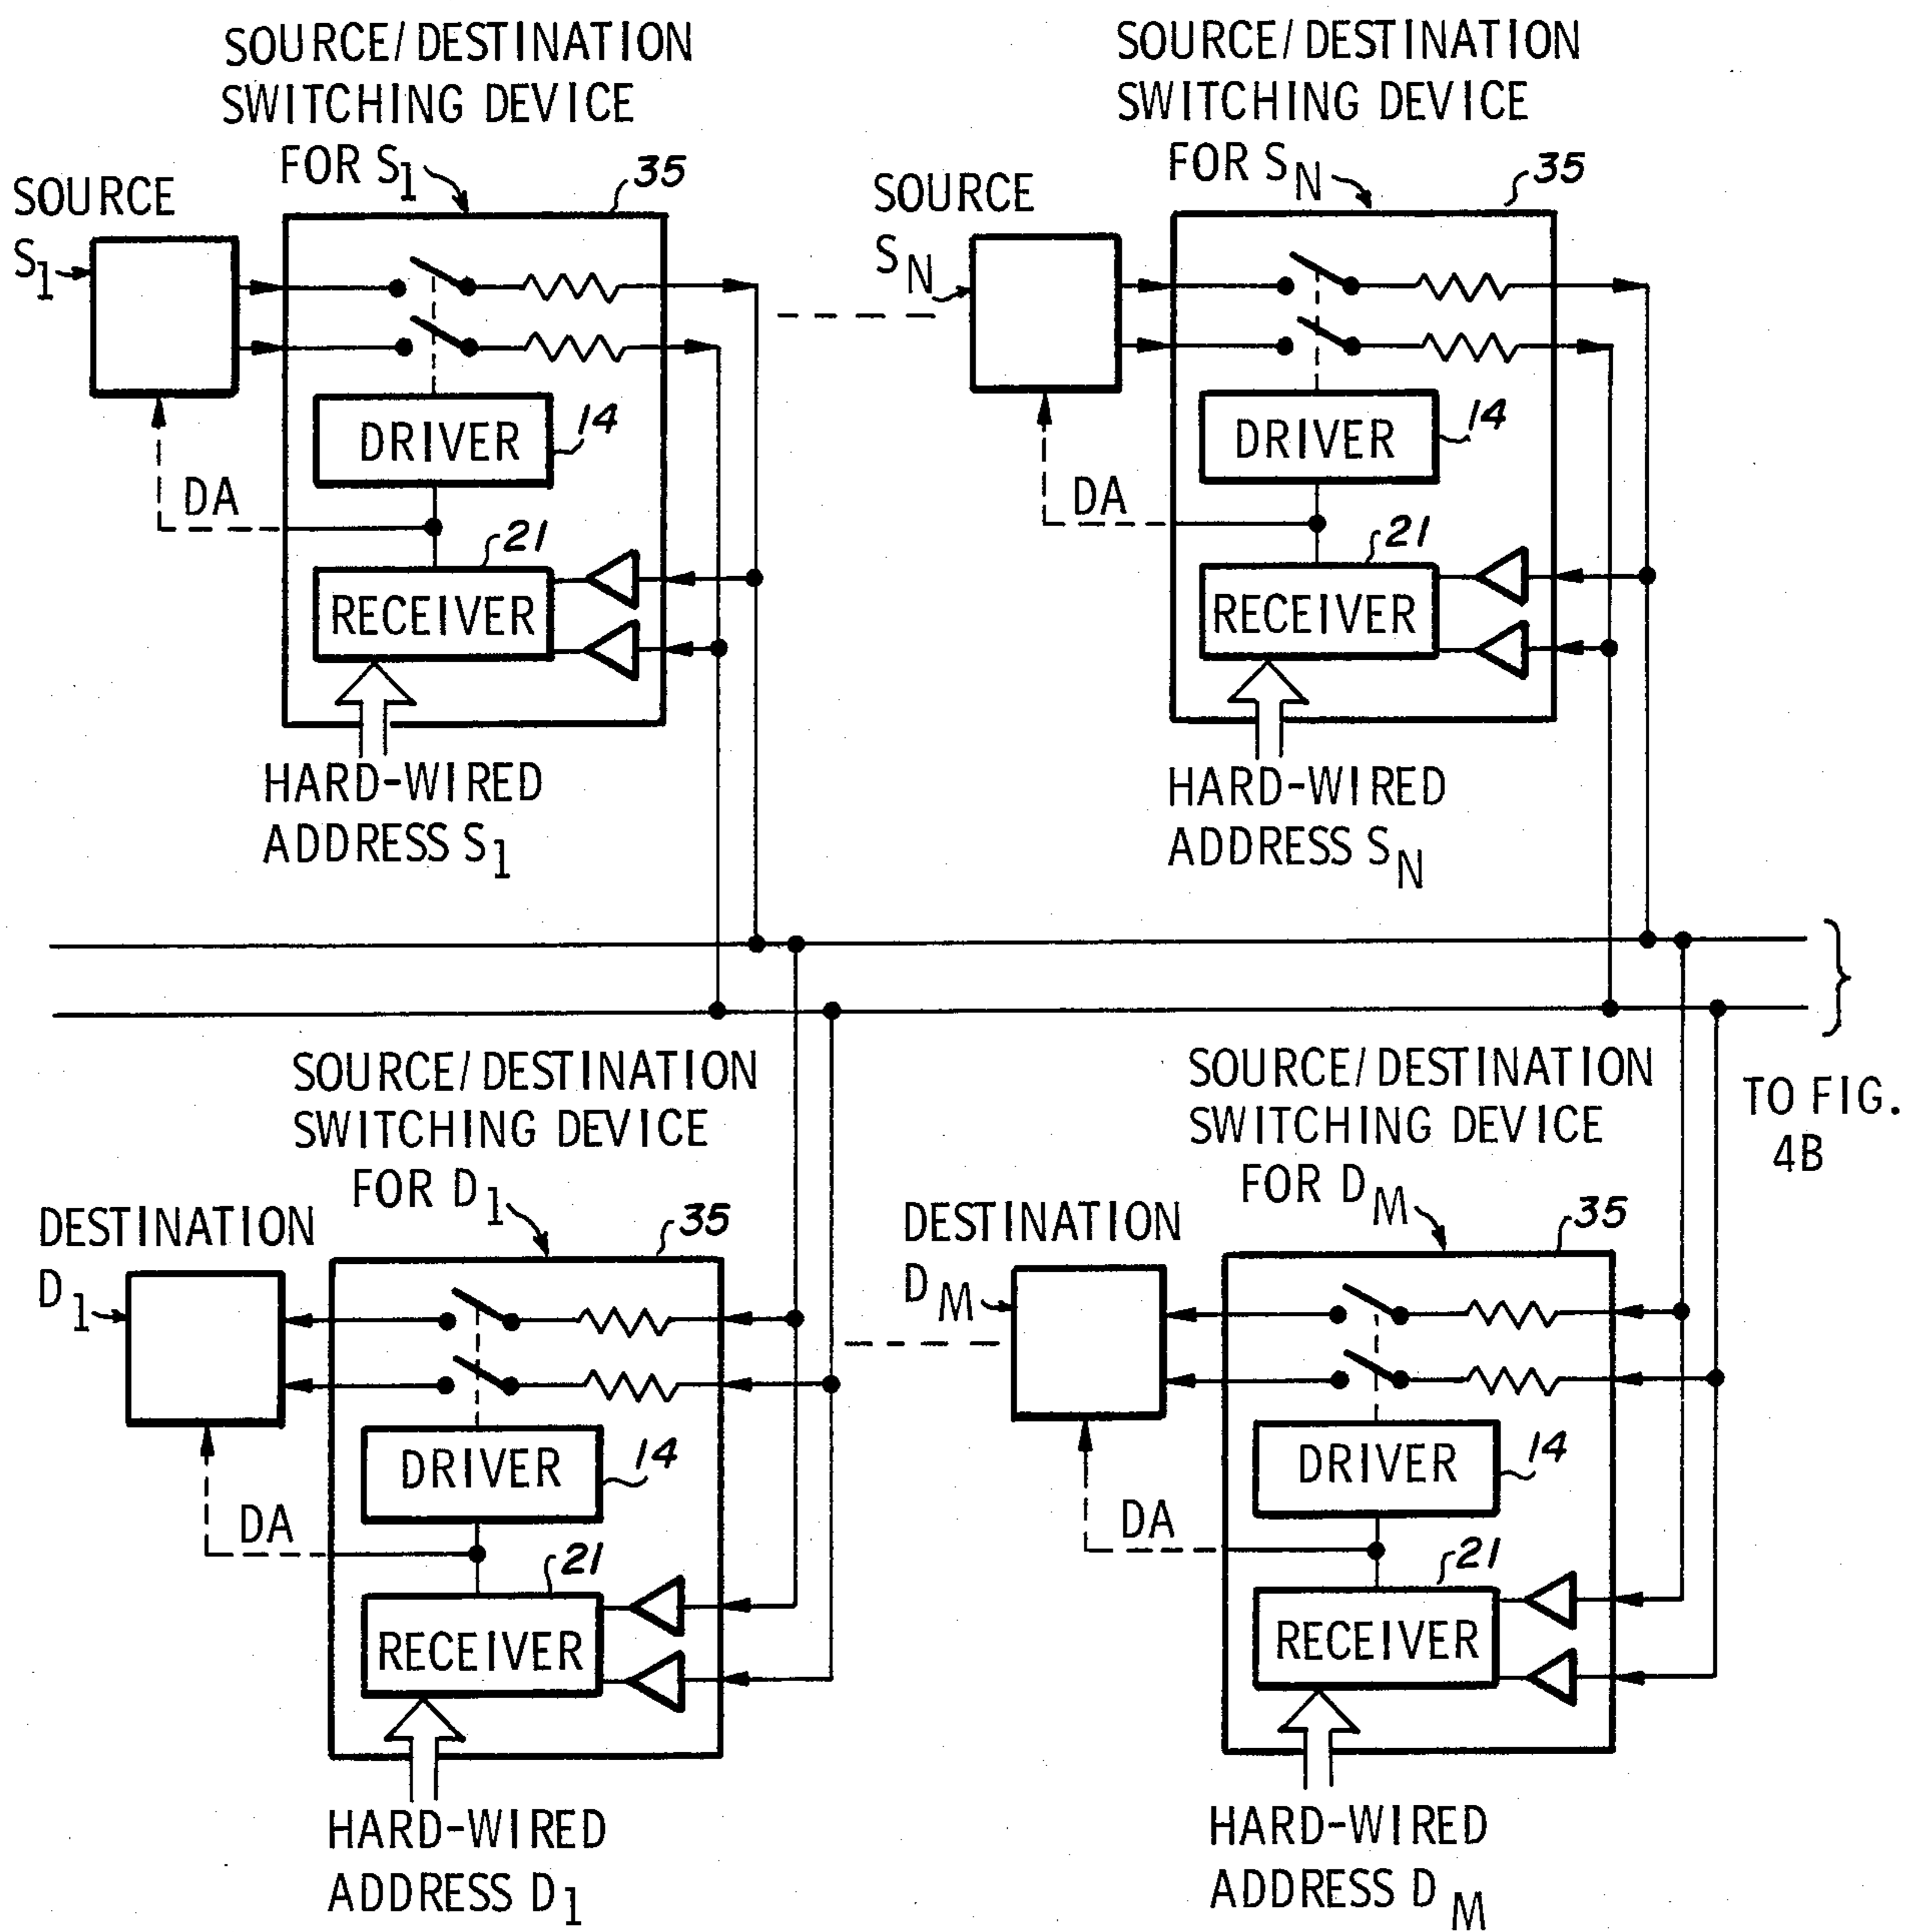 SOURCE/DESTINATION
SWITCHING DEVICE
FOR S1
35
SOURCE
S1
DRIVER
14
DA
21
RECEIVER
HARD-WIRED
ADDRESS S1
SOURCE/DESTINATION
SWITCHING DEVICE
FOR SN
35
SOURCE
SN
DRIVER
14
DA
21
RECEIVER
HARD-WIRED
ADDRESS SN
TO FIG.
4B
SOURCE/DESTINATION
SWITCHING DEVICE
FOR D1
35
DESTINATION
D1
DRIVER
14
DA
21
RECEIVER
HARD-WIRED
ADDRESS D1
SOURCE/DESTINATION
SWITCHING DEVICE
FOR DM
35
DESTINATION
DM
DRIVER
14
DA
21
RECEIVER
HARD-WIRED
ADDRESS DM